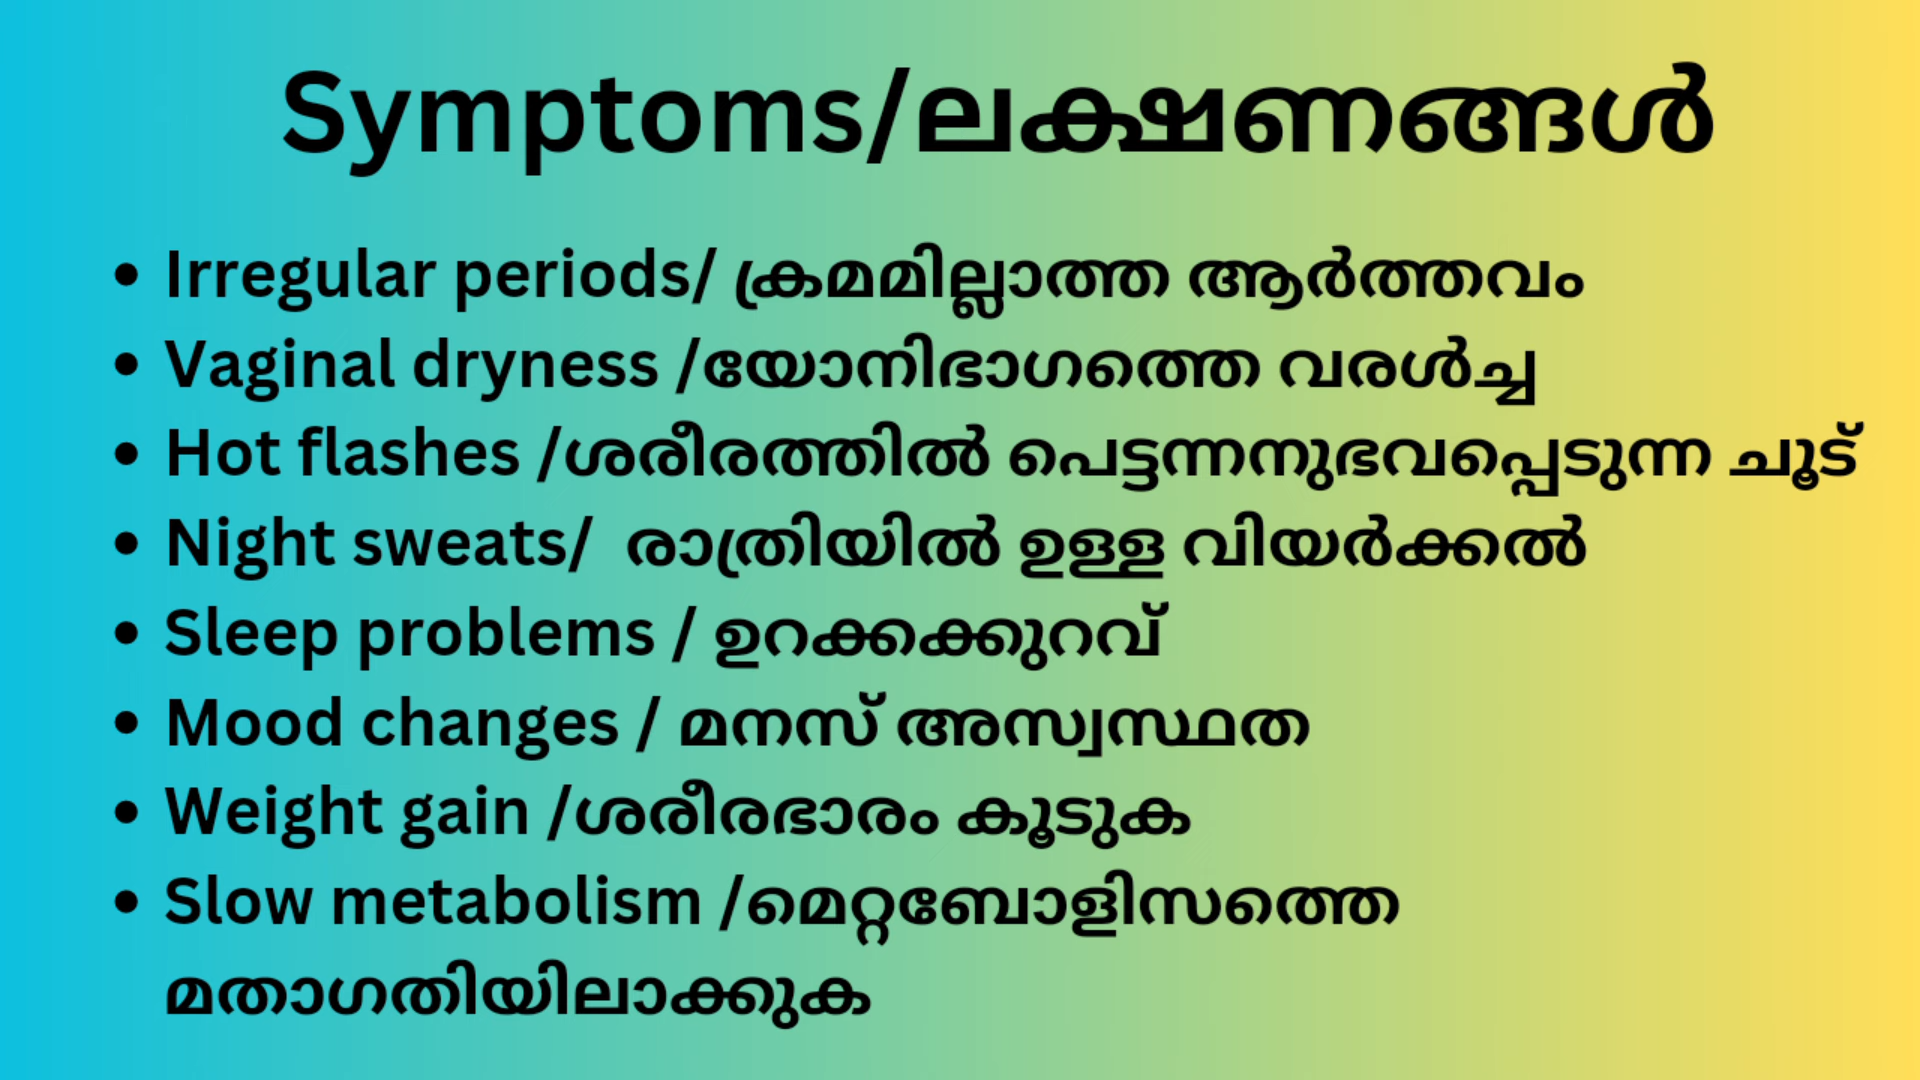 Symptoms/ലക്ഷണങ്ങൾ
• Irregular periods/ ക്രമമില്ലാത്ത ആർത്തവം
• Vaginal dryness /യോനിഭാഗത്തെ വരൾച്ച
• Hot flashes /ശരീരത്തിൽ പെട്ടന്നനുഭവപ്പെടുന്ന ചൂട്
• Night sweats/ രാത്രിയിൽ ഉള്ള വിയർക്കൽ
• Sleep problems / ഉറക്കക്കുറവ്
• Mood changes / മനസ് അസ്വസ്ഥത
• Weight gain /ശരീരഭാരം കൂടുക
• Slow metabolism /മെറ്റബോളിസത്തെ
മതാഗതിയിലാക്കുക